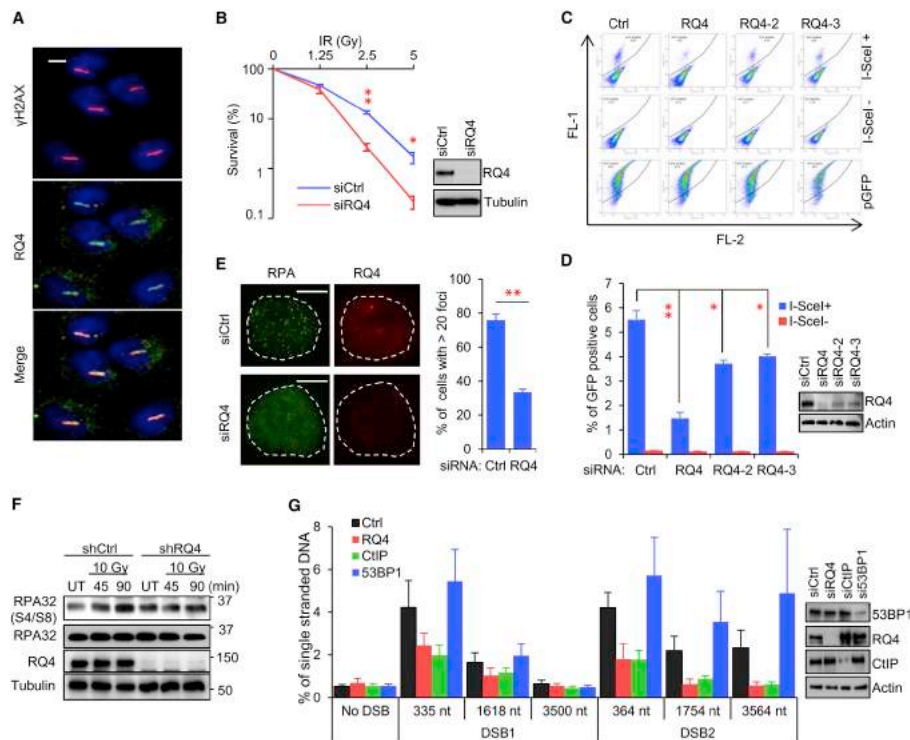 A
γH2AX
RQ4
Merge
B
IR (Gy)
0 1.25 2.5 5
100
10
1
0.1
Survival (%)
**
*
siCtrl
siRQ4
siCtrl
siRQ4
RQ4
Tubulin
C
Ctrl RQ4 RQ4-2 RQ4-3
I-SceI +
I-SceI -
pGFP
FL-1
FL-2
E
RPA RQ4
siCtrl
siRQ4
% of cells with > 20 foci
100
80
60
40
20
0
**
siRNA: Ctrl RQ4
D
% of GFP positive cells
7
6
5
4
3
2
1
0
**
*
*
I-SceI+
I-SceI-
siRNA: Ctrl RQ4 RQ4-2 RQ4-3
siCtrl
siRQ4
siRQ4-2
siRQ4-3
RQ4
Actin
F
shCtrl shRQ4
10 Gy 10 Gy
UT 45 90 UT 45 90 (min)
RPA32
(S4/S8)
37
RPA32
37
RQ4
150
Tubulin
50
G
% of single stranded DNA
8
6
4
2
0
Ctrl
RQ4
CtIP
53BP1
No DSB 335 nt 1618 nt 3500 nt 364 nt 1754 nt 3564 nt
DSB1 DSB2
siCtrl
siRQ4
siCtIP
si53BP1
53BP1
RQ4
CtIP
Actin